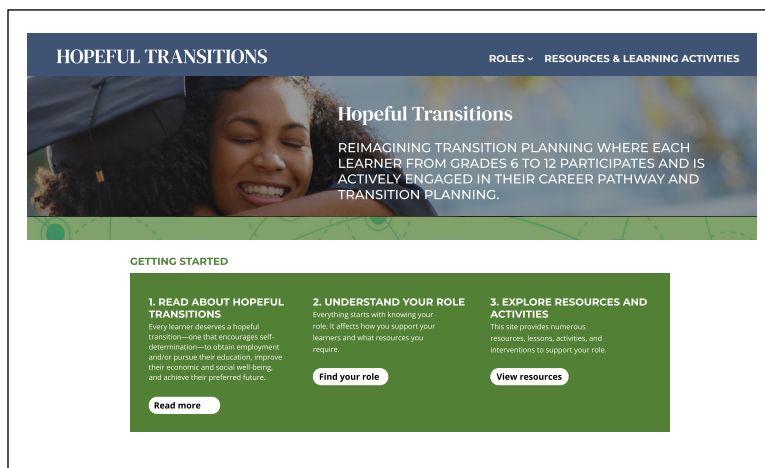 HOPEFUL TRANSITIONS
ROLES
RESOURCES & LEARNING ACTIVITIES
Hopeful Transitions
REIMAGINING TRANSITION PLANNING WHERE EACH
LEARNER FROM GRADES 6 TO 12 PARTICIPATES AND IS
ACTIVELY ENGAGED IN THEIR CAREER PATHWAY AND
TRANSITION PLANNING.
GETTING STARTED
1. READ ABOUT HOPEFUL
TRANSITIONS
Every learner deserves a hopeful
transition—one that encourages self-
determination—to obtain employment
and/or pursue their education, improve
their economic and social well-being,
and achieve their preferred future.
Read more
2. UNDERSTAND YOUR ROLE
Everything starts with knowing your
role. It affects how you support your
learners and what resources you
require.
Find your role
3. EXPLORE RESOURCES AND
ACTIVITIES
This site provides numerous
resources, lessons, activities, and
interventions to support your role.
View resources